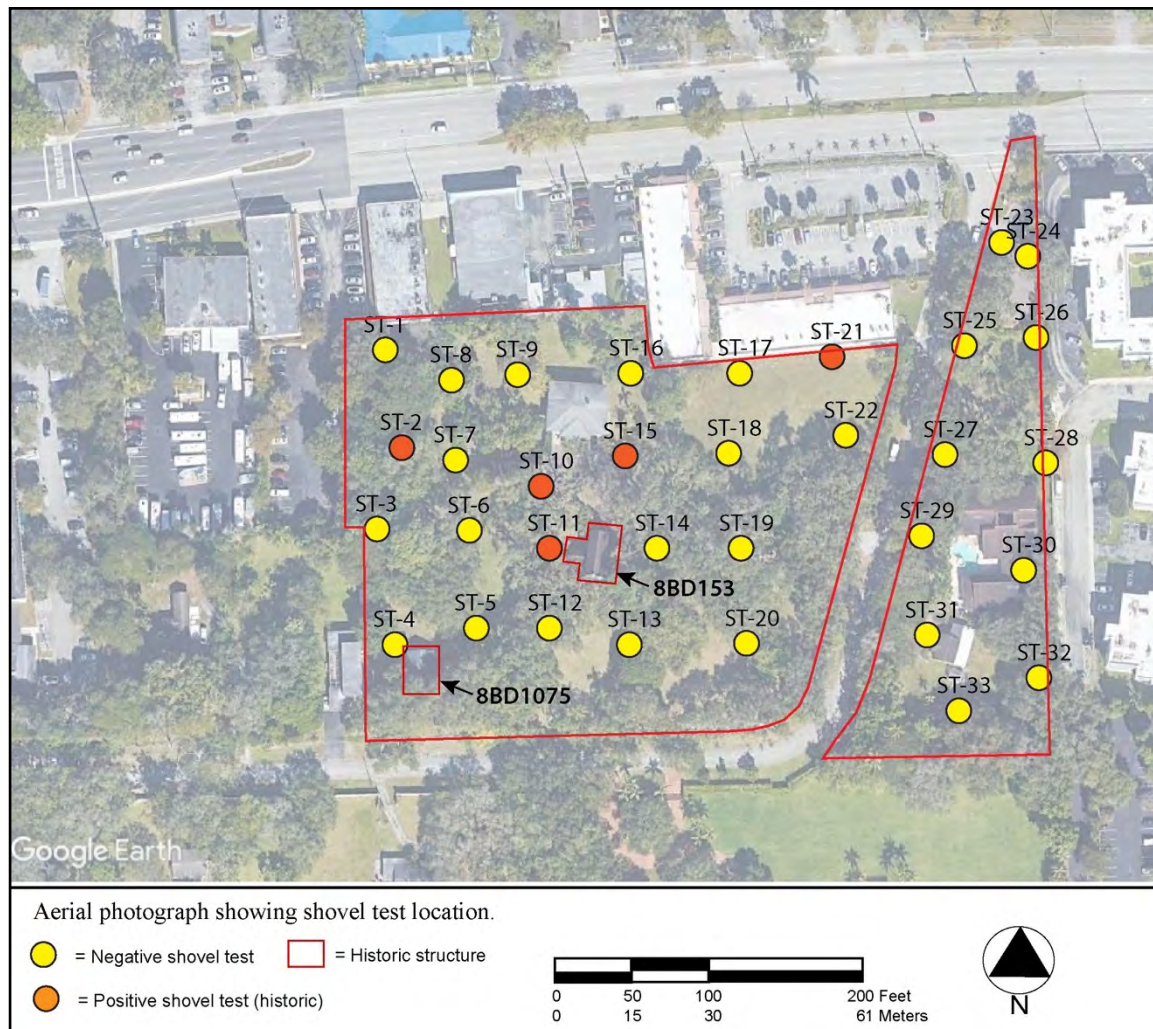 ST-23
ST-24
ST-1
ST-8
ST-9
ST-16
ST-17
ST-21
ST-25
ST-26
ST-2
ST-7
ST-10
ST-15
ST-18
ST-22
ST-27
ST-28
ST-3
ST-6
ST-11
ST-14
ST-19
ST-29
ST-30
8BD153
ST-4
ST-5
ST-12
ST-13
ST-20
ST-31
ST-32
8BD1075
ST-33
Google Earth
Aerial photograph showing shovel test location.
= Negative shovel test
= Historic structure
= Positive shovel test (historic)
0 50 100 200 Feet
0 15 30 61 Meters
N